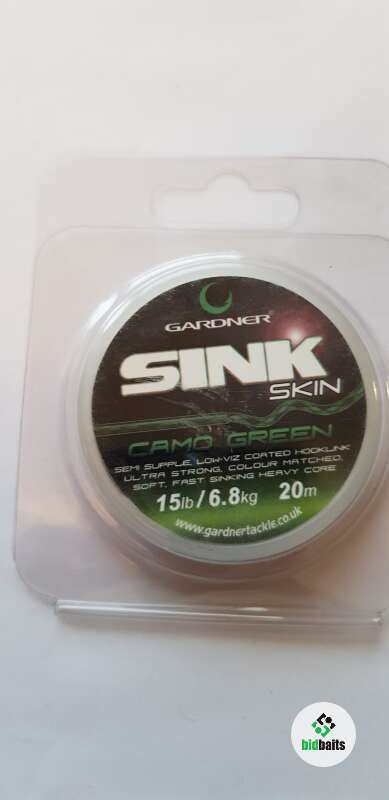 GARDNER
SINK
SKIN
CAMO GREEN
SEMI SUPPLE, LOW-VIZ COATED HOOKLINK
ULTRA STRONG, COLOUR MATCHED,
SOFT, FAST SINKING HEAVY CORE
15lb/6.8kg 20m
www.gardnertackle.co.uk
bidbaits